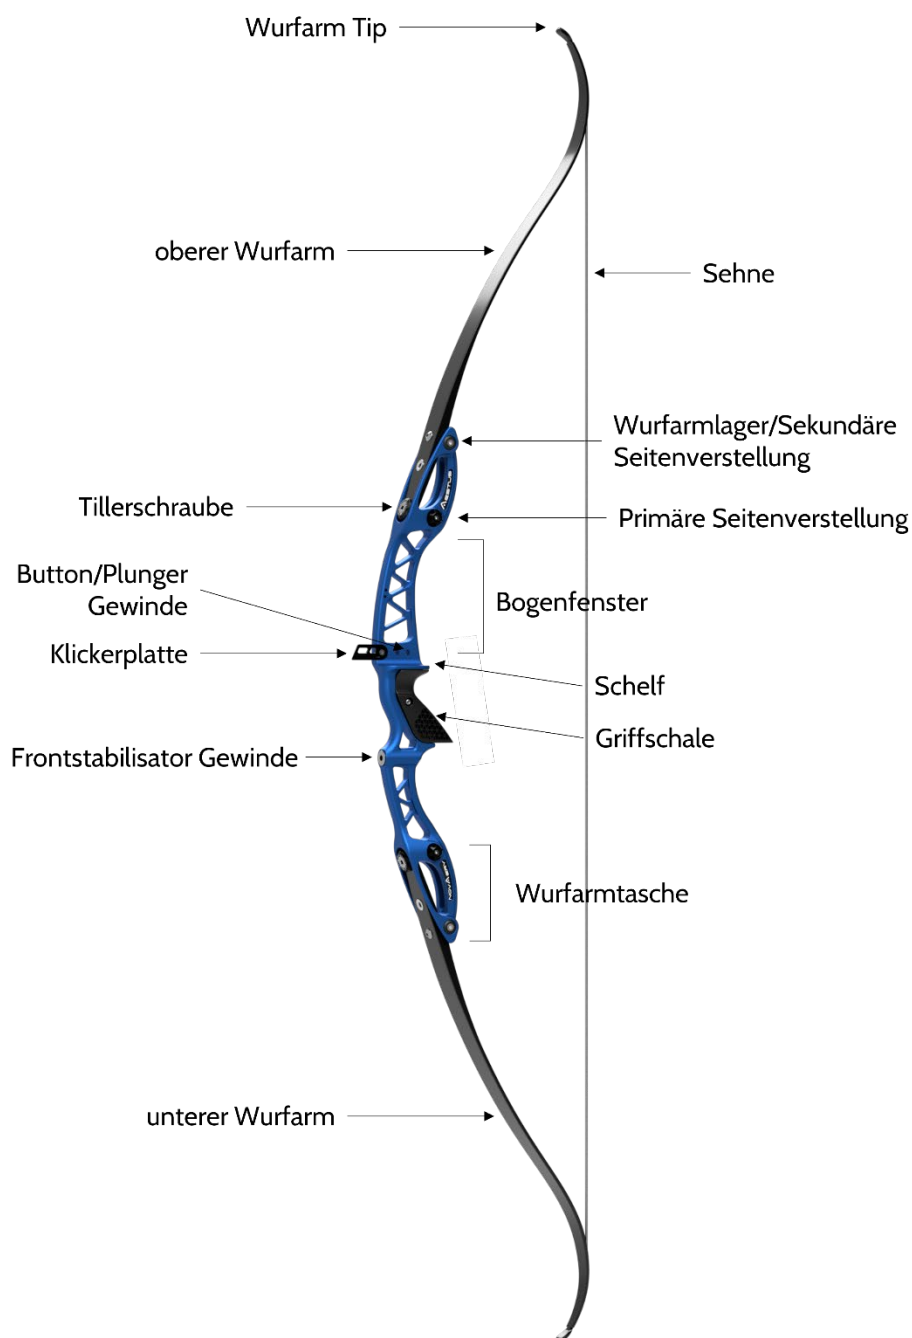 Wurfarm Tip
oberer Wurfarm
Sehne
Wurfarmlager/Sekundäre
Seitenverstellung
Tillerschraube
Primäre Seitenverstellung
Button/Plunger
Gewinde
Bogenfenster
Klickerplatte
Schelf
Griffschale
Frontstabilisator Gewinde
Wurfarmtasche
unterer Wurfarm